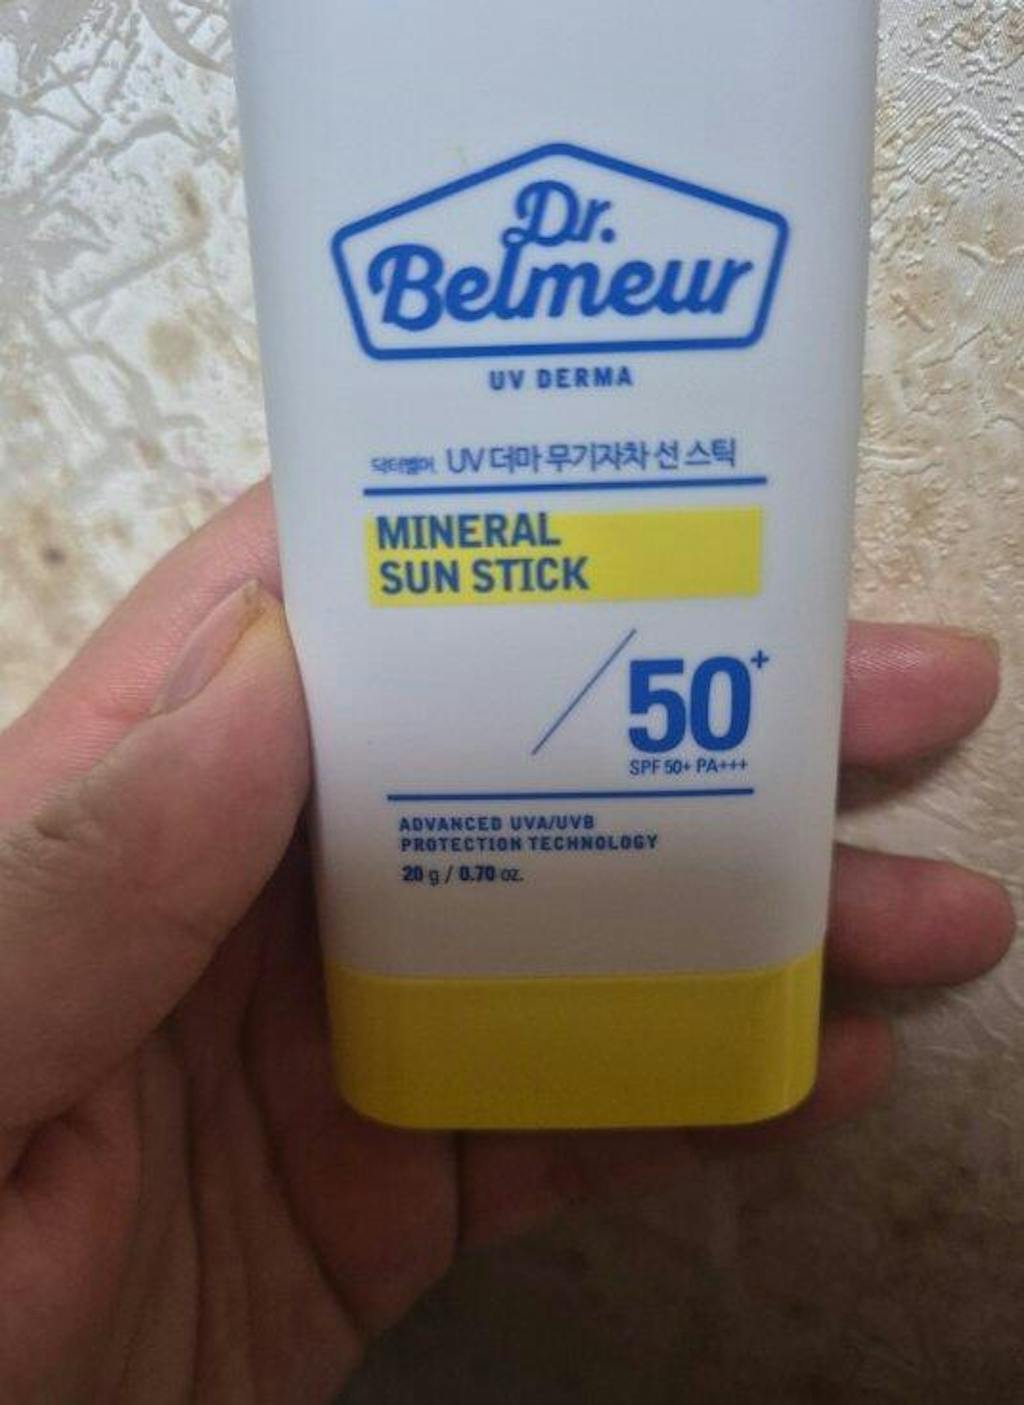 Dr.
Belmeur
UV DERMA
닥터벨머 UV 더마 무기자차 선 스틱
MINERAL
SUN STICK
50+
SPF 50+ PA+++
ADVANCED UVA/UVB
PROTECTION TECHNOLOGY
20 g / 0.70 oz.